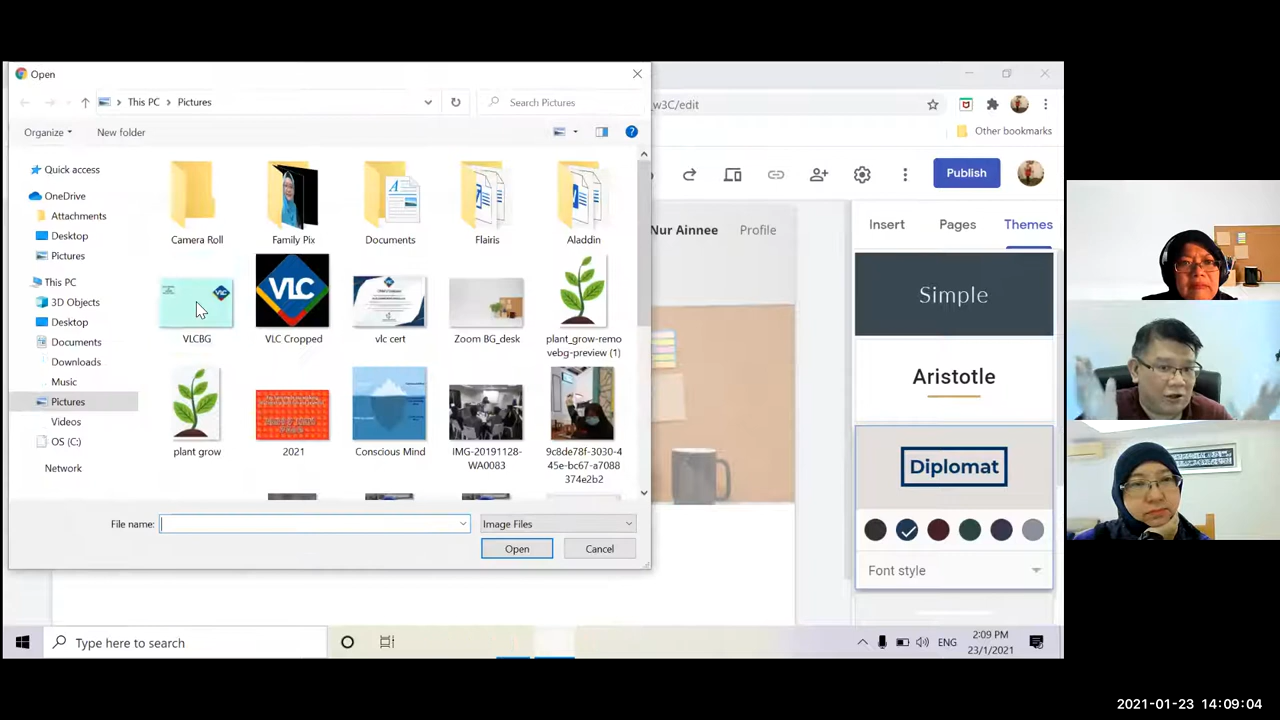 Open
This PC
Pictures
Search Pictures
Organize
New folder
Quick access
OneDrive
Attachments
Desktop
Pictures
This PC
3D Objects
Desktop
Documents
Downloads
Music
Pictures
Videos
OS (C:)
Network
Camera Roll
Family Pix
Documents
Flairis
Aladdin
VLC
VLCBG
VLC Cropped
vlc cert
Zoom BG_desk
plant_grow-remo
vebg-preview (1)
plant grow
2021
Conscious Mind
IMG-20191128-
WA0083
9c8de78f-3030-4
45e-bc67-a7088
374e2b2
File name:
Image Files
Open
Cancel
_w3C/edit
Other bookmarks
Publish
Nur Ainnee
Profile
Insert
Pages
Themes
Simple
Aristotle
Diplomat
Font style
Type here to search
ENG
2:09 PM
23/1/2021
2021-01-23 14:09:04